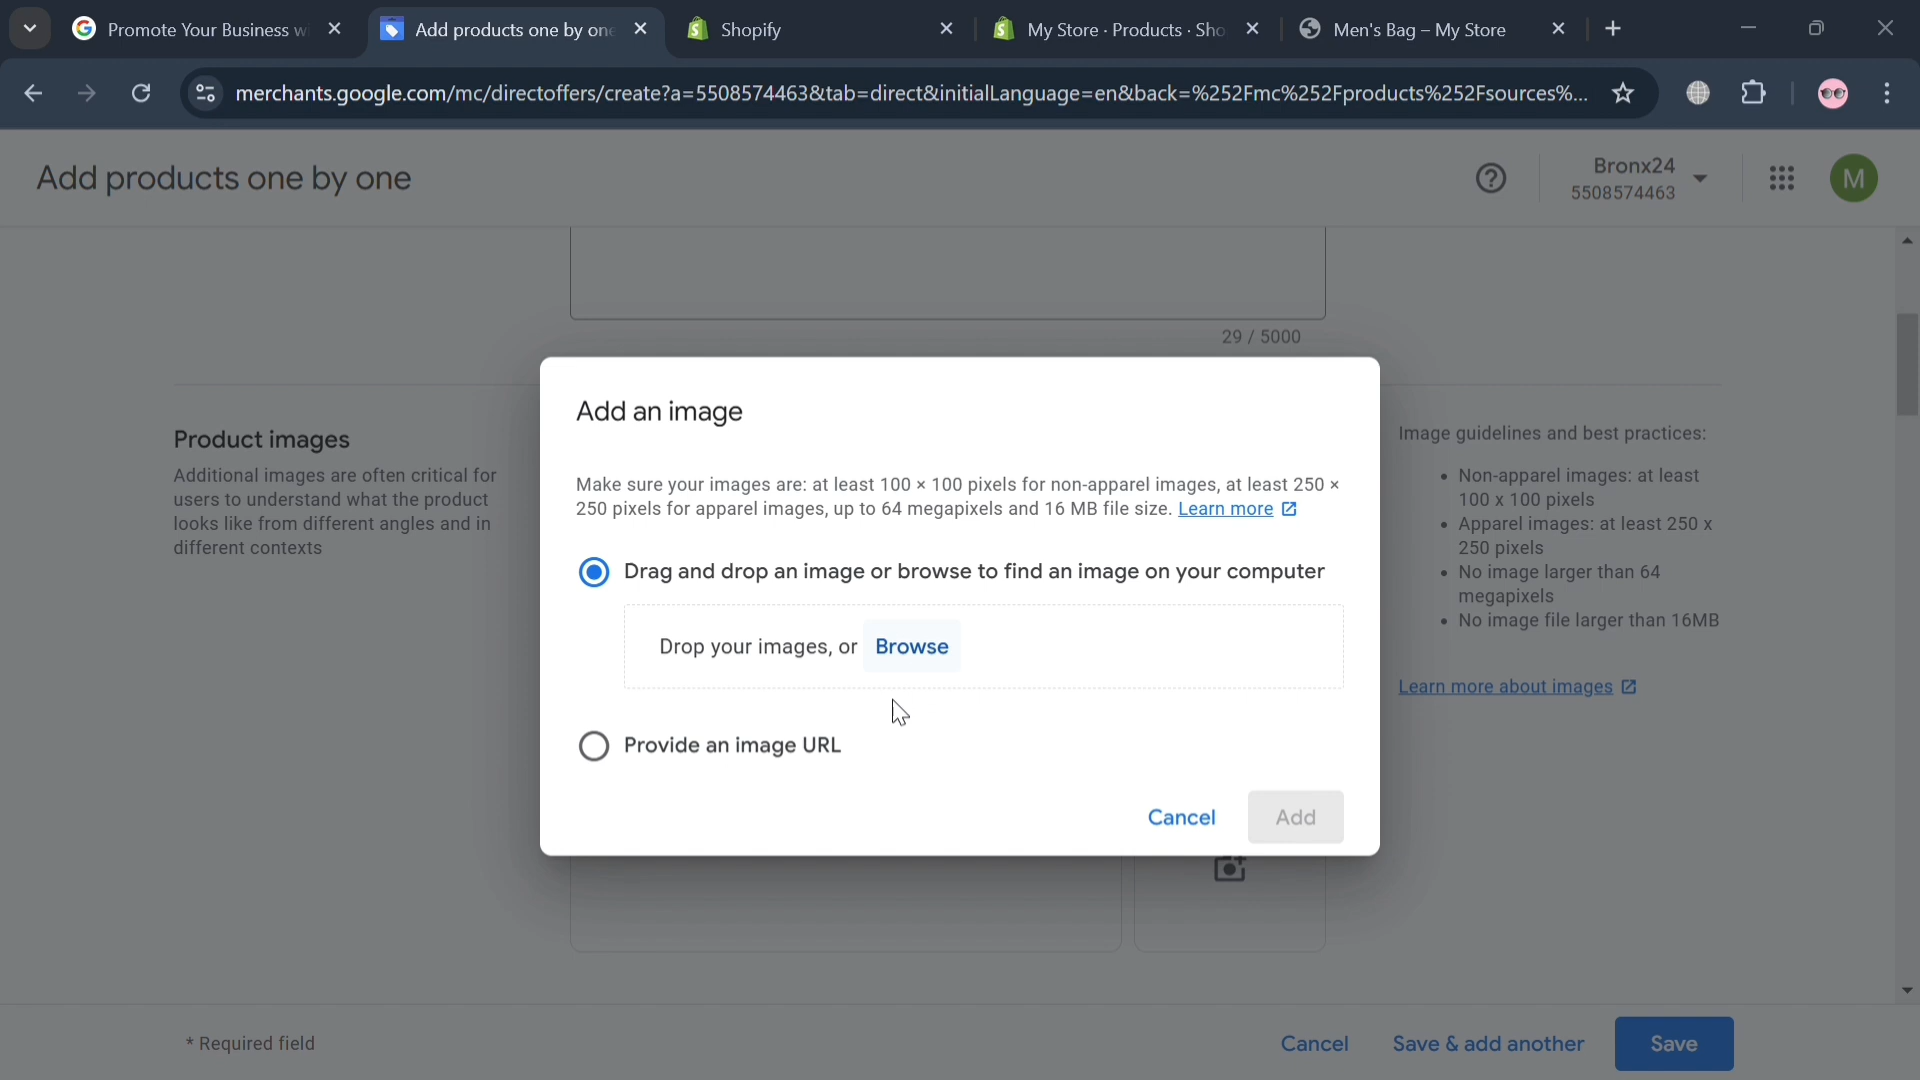 Promote Your Business w
Add products one by one
Shopify
My Store · Products · Sho
Men's Bag – My Store
merchants.google.com/mc/directoffers/create?a=5508574463&tab=direct&initialLanguage=en&back=%252Fmc%252Fproducts%252Fsources%...
Add products one by one
Bronx24
5508574463
M
29 / 5000
Product images
Additional images are often critical for
users to understand what the product
looks like from different angles and in
different contexts
Add an image
Make sure your images are: at least 100 × 100 pixels for non-apparel images, at least 250 ×
250 pixels for apparel images, up to 64 megapixels and 16 MB file size. Learn more
Drag and drop an image or browse to find an image on your computer
Drop your images, or Browse
Provide an image URL
Cancel
Add
Image guidelines and best practices:
• Non-apparel images: at least
100 x 100 pixels
• Apparel images: at least 250 x
250 pixels
• No image larger than 64
megapixels
• No image file larger than 16MB
Learn more about images
* Required field
Cancel
Save & add another
Save